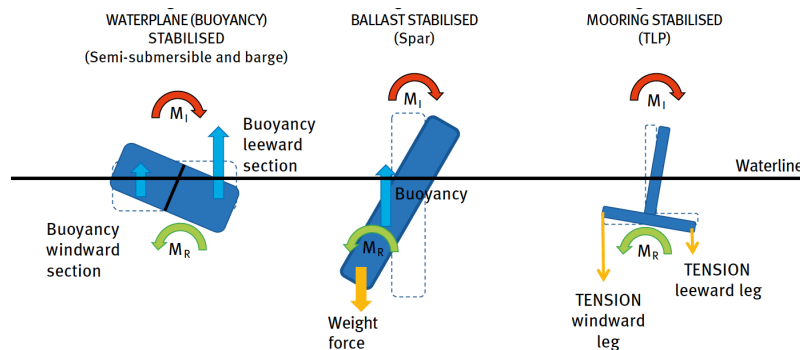 WATERPLANE (BUOYANCY)
STABILISED
(Semi-submersible and barge)
BALLAST STABILISED
(Spar)
MOORING STABILISED
(TLP)
MI
Buoyancy
leeward
section
Buoyancy
windward
section
MR
MI
Buoyancy
MR
Weight
force
MI
Waterline
MR
TENSION
leeward leg
TENSION
windward
leg